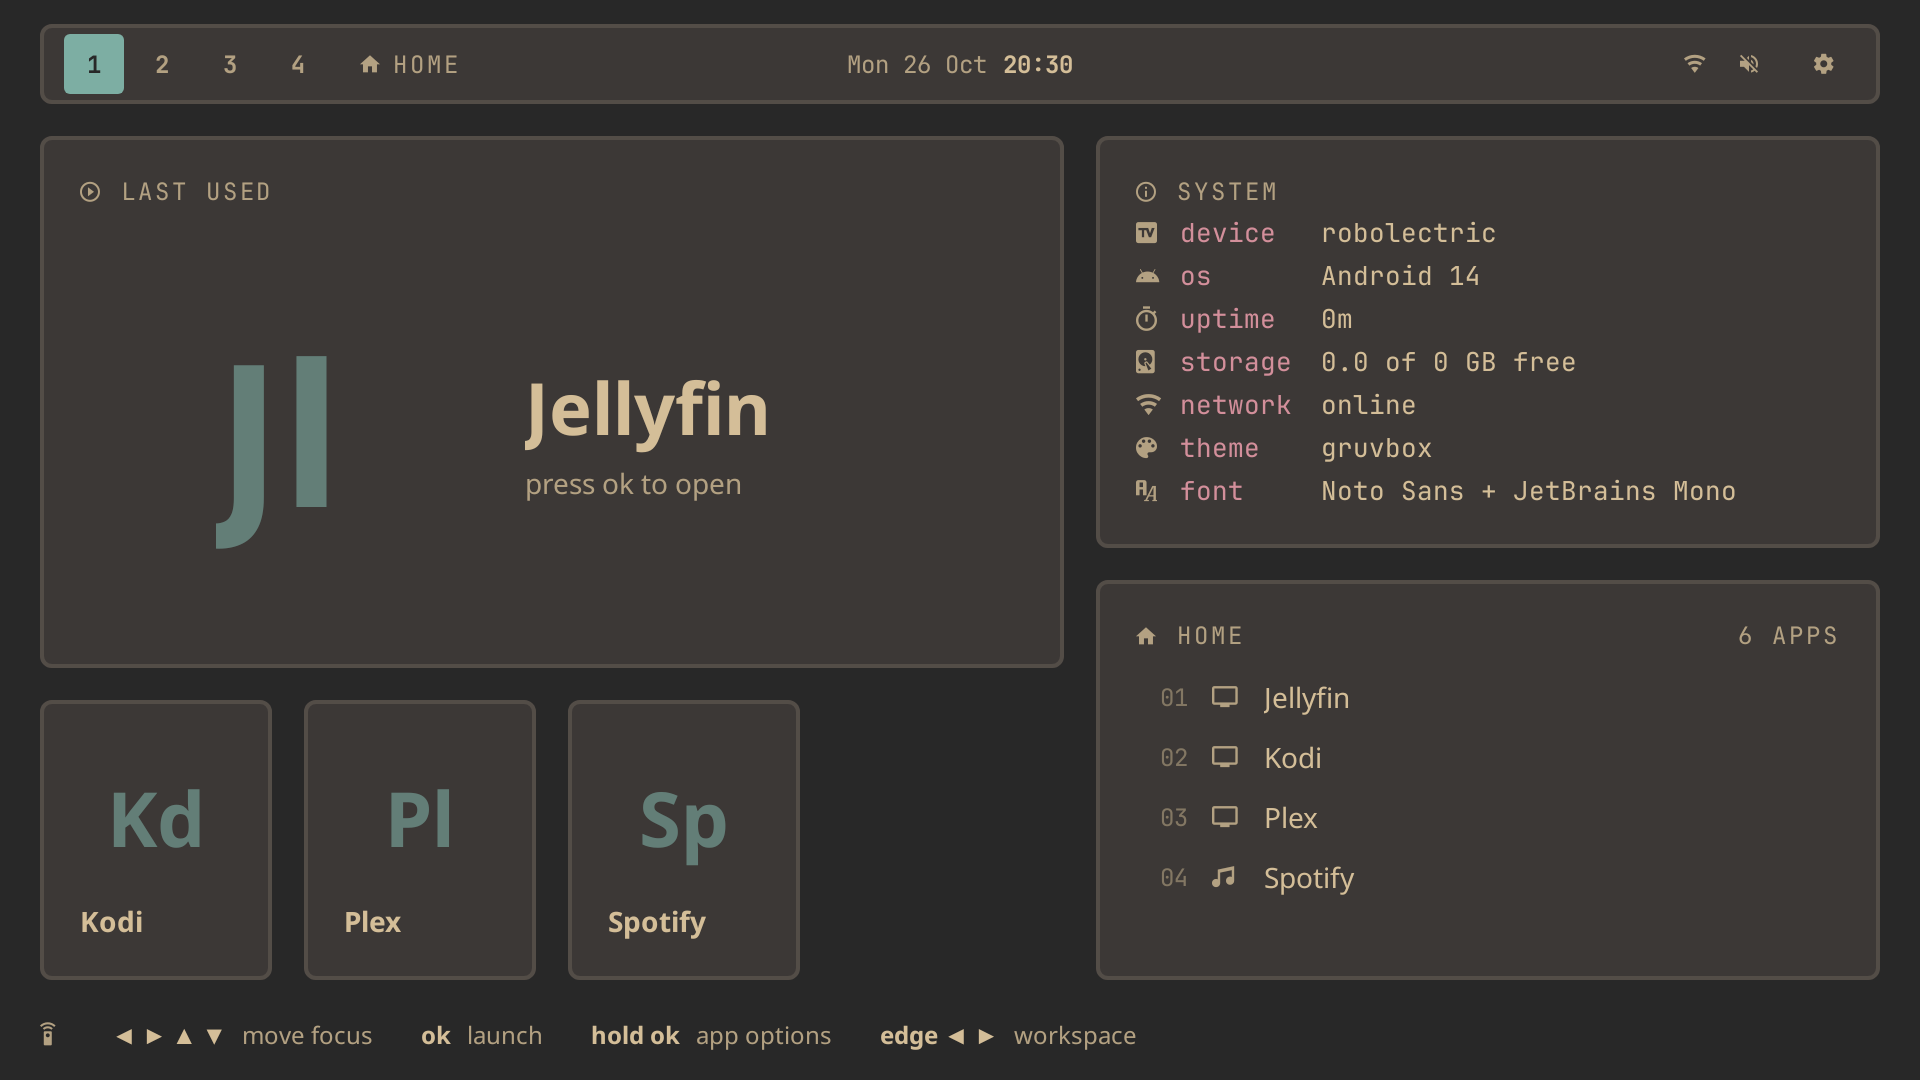 1 2 3 4 HOME Mon 26 Oct 20:30
LAST USED
Jl
Jellyfin
press ok to open
SYSTEM
device robolectric
os Android 14
uptime 0m
storage 0.0 of 0 GB free
network online
theme gruvbox
font Noto Sans + JetBrains Mono
Kd
Kodi
Pl
Plex
Sp
Spotify
HOME 6 APPS
01 Jellyfin
02 Kodi
03 Plex
04 Spotify
◀ ▶ ▲ ▼ move focus ok launch hold ok app options edge ◀ ▶ workspace